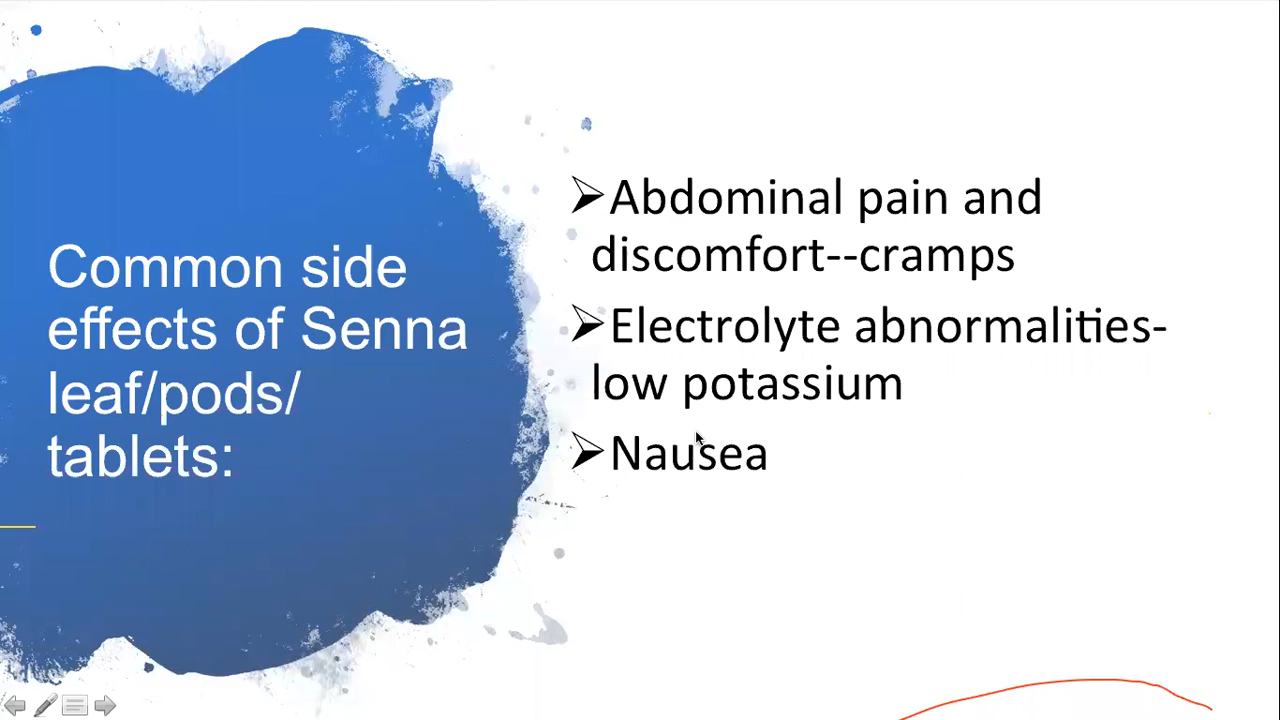 Common side
effects of Senna
leaf/pods/
tablets:
➢Abdominal pain and
discomfort--cramps
➢Electrolyte abnormalities-
low potassium
➢Nausea